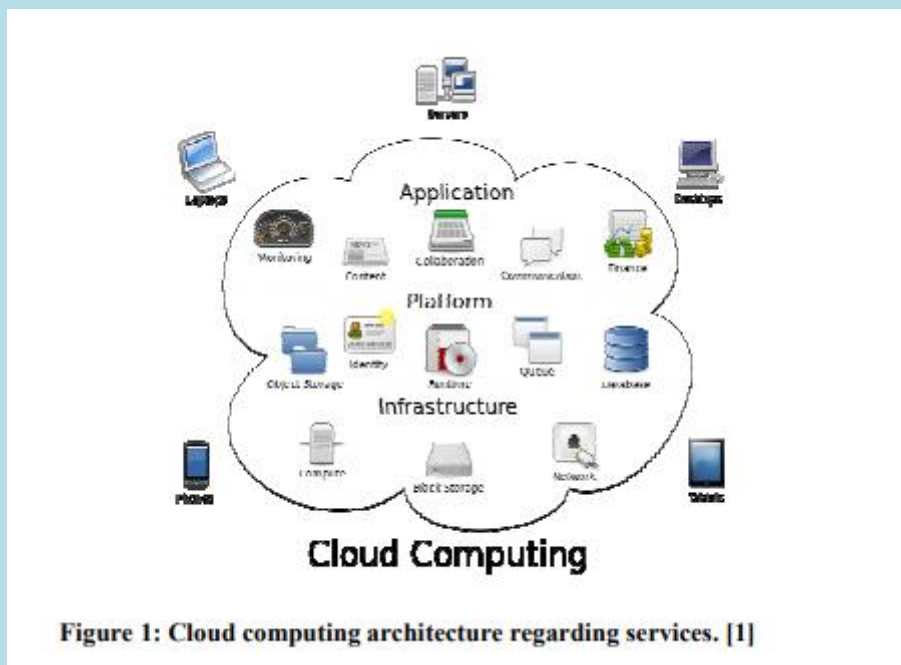 Servers
Laptops
Desktops
Application
Monitoring
Content
Collaboration
Communication
Finance
Platform
Object Storage
Identity
Runtime
Queue
Database
Infrastructure
Compute
Block Storage
Network
Phones
Tablets
Cloud Computing
Figure 1: Cloud computing architecture regarding services. [1]